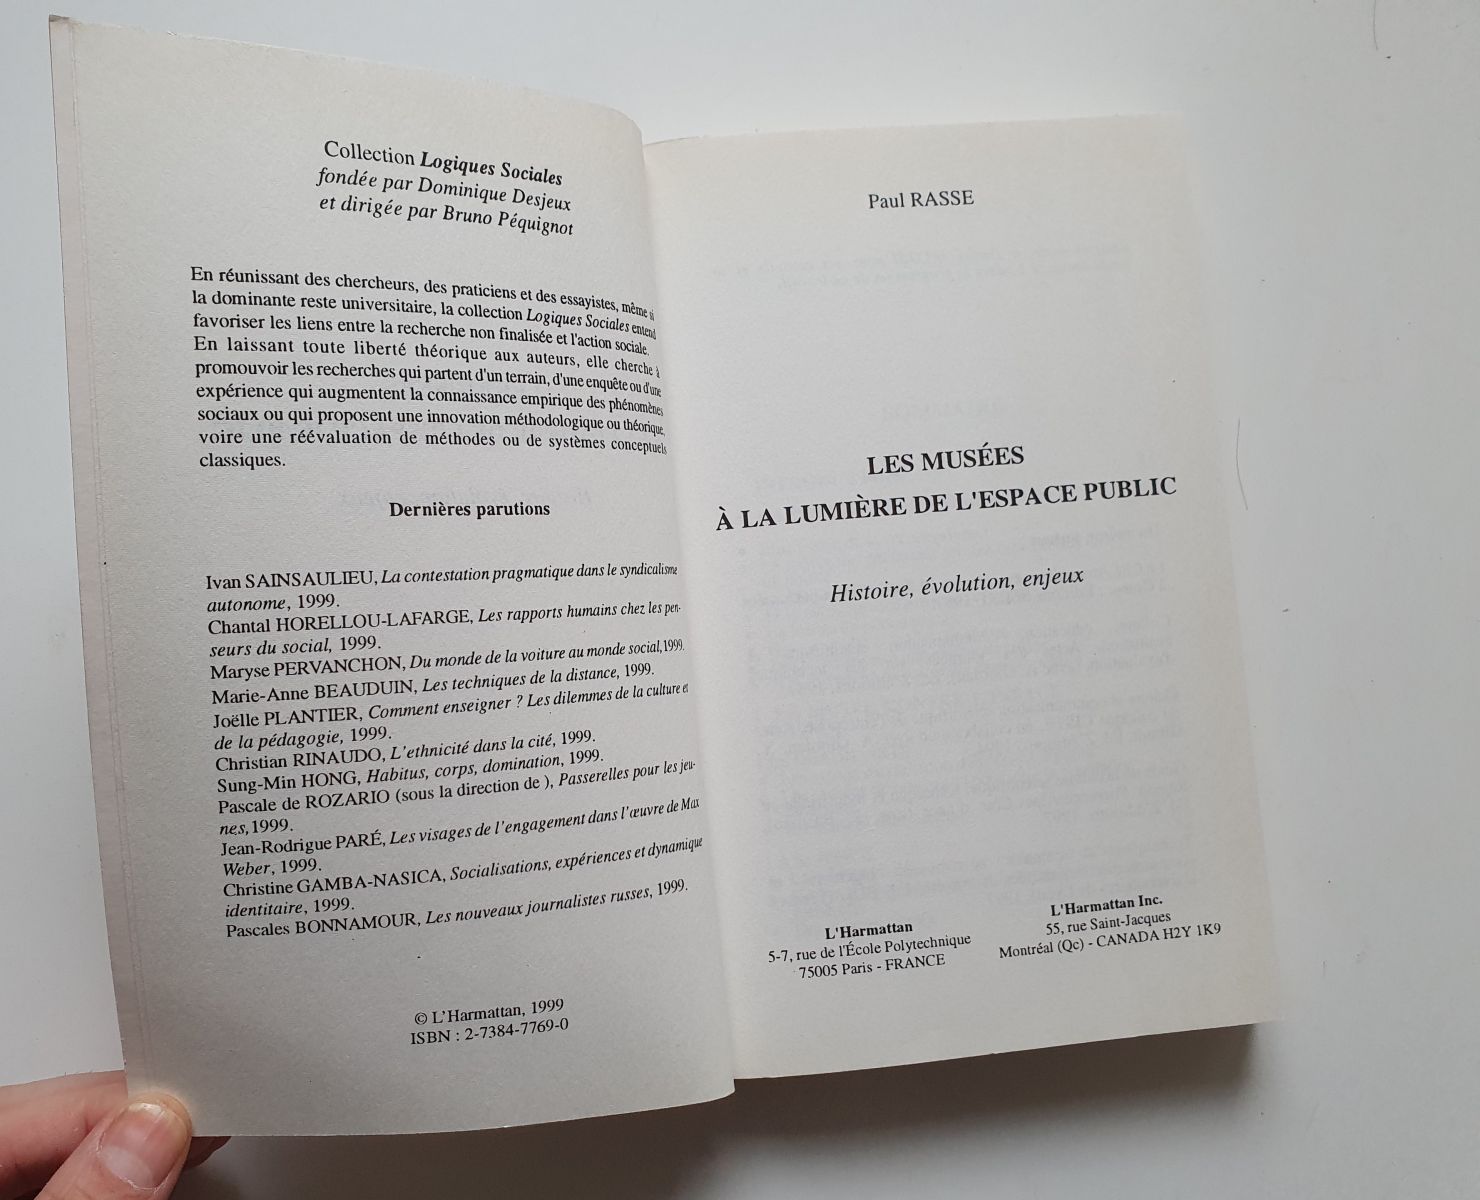 Collection Logiques Sociales
fondée par Dominique Desjeux
et dirigée par Bruno Péquignot
En réunissant des chercheurs, des praticiens et des essayistes, même si
la dominante reste universitaire, la collection Logiques Sociales entend
favoriser les liens entre la recherche non finalisée et l'action sociale.
En laissant toute liberté théorique aux auteurs, elle cherche à
promouvoir les recherches qui partent d'un terrain, d'une enquête ou d'une
expérience qui augmentent la connaissance empirique des phénomènes
sociaux ou qui proposent une innovation méthodologique ou théorique,
voire une réévaluation de méthodes ou de systèmes conceptuels
classiques.
Dernières parutions
Ivan SAINSAULIEU, La contestation pragmatique dans le syndicalisme
autonome, 1999.
Chantal HORELLOU-LAFARGE, Les rapports humains chez les pen-
seurs du social, 1999.
Maryse PERVANCHON, Du monde de la voiture au monde social, 1999.
Marie-Anne BEAUDUIN, Les techniques de la distance, 1999.
Joëlle PLANTIER, Comment enseigner ? Les dilemmes de la culture et
de la pédagogie, 1999.
Christian RINAUDO, L'ethnicité dans la cité, 1999.
Sung-Min HONG, Habitus, corps, domination, 1999.
Pascale de ROZARIO (sous la direction de ), Passerelles pour les jeu-
nes, 1999.
Jean-Rodrigue PARÉ, Les visages de l'engagement dans l'œuvre de Max
Weber, 1999.
Christine GAMBA-NASICA, Socialisations, expériences et dynamique
identitaire, 1999.
Pascales BONNAMOUR, Les nouveaux journalistes russes, 1999.
© L'Harmattan, 1999
ISBN : 2-7384-7769-0
Paul RASSE
LES MUSÉES
À LA LUMIÈRE DE L'ESPACE PUBLIC
Histoire, évolution, enjeux
L'Harmattan
5-7, rue de l'École Polytechnique
75005 Paris - FRANCE
L'Harmattan Inc.
55, rue Saint-Jacques
Montréal (Qc) - CANADA H2Y 1K9